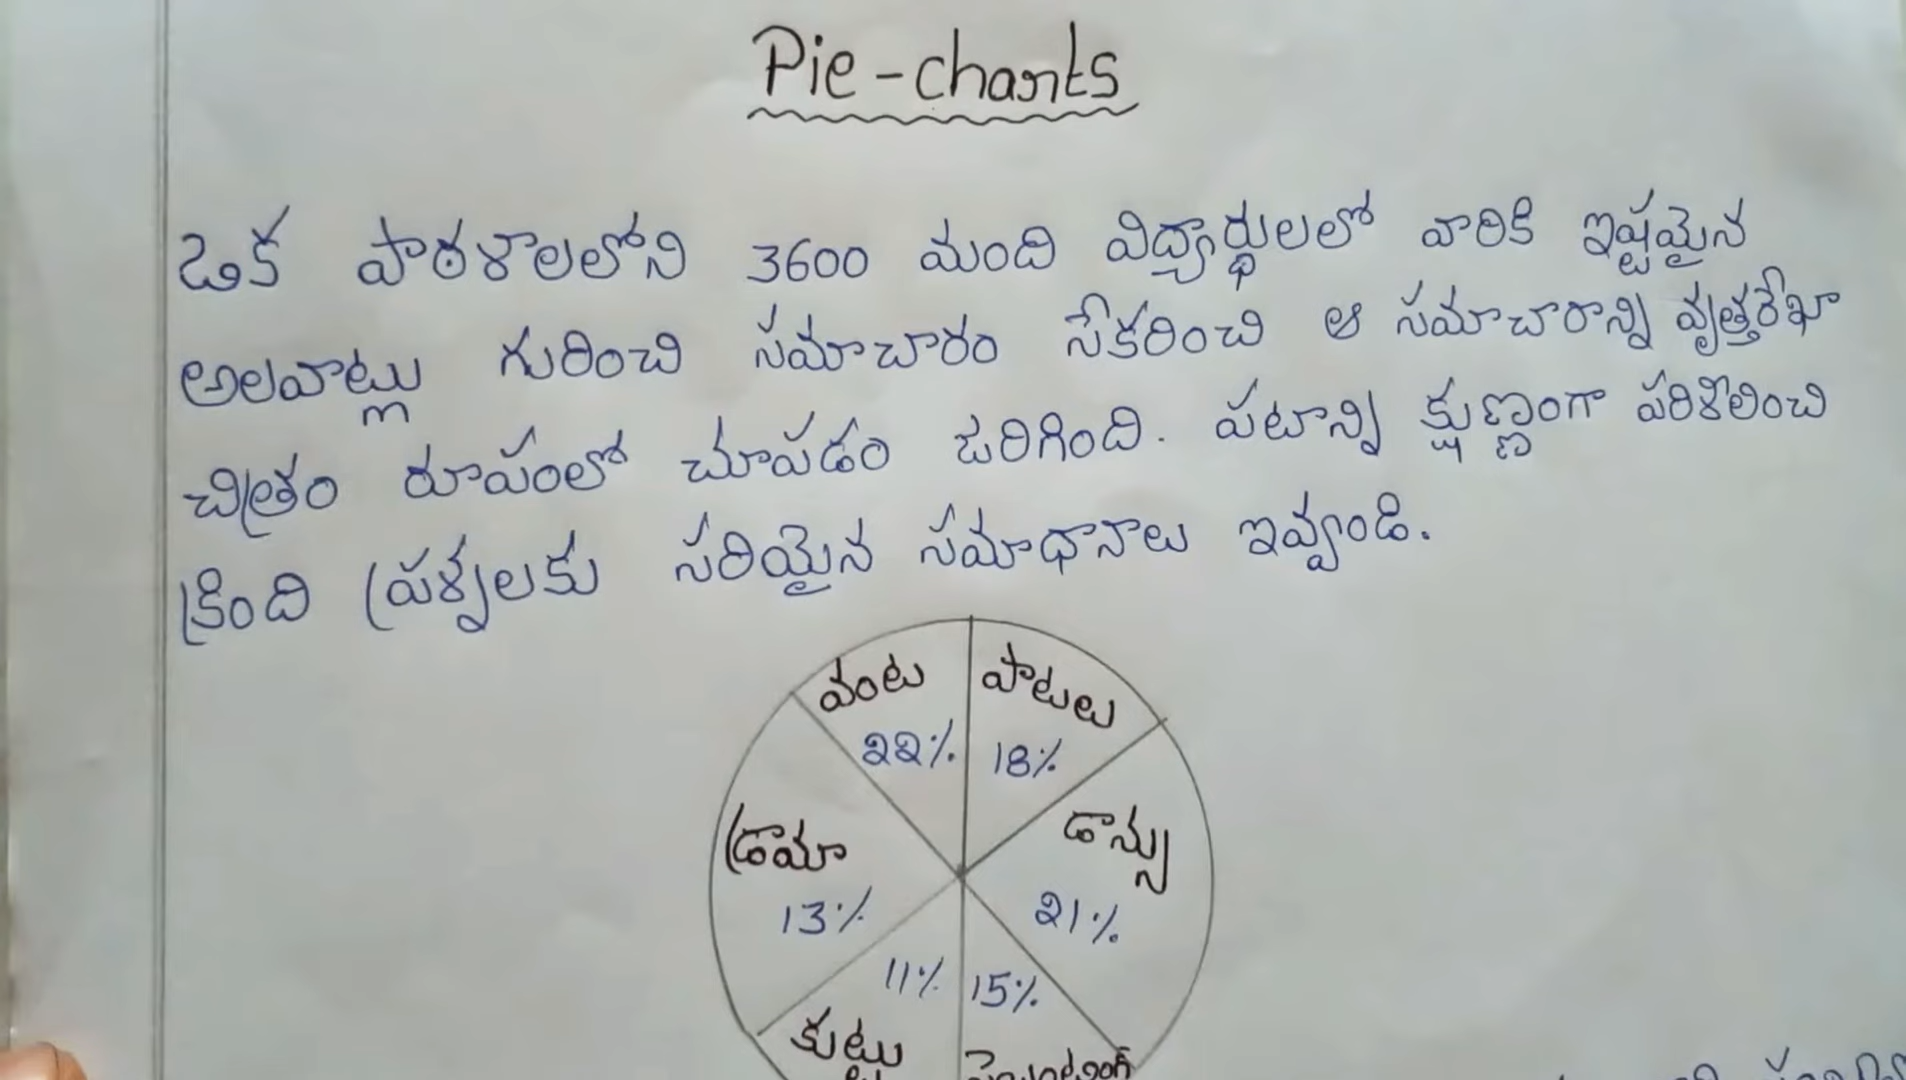 Pie-charts
ఒక పాఠశాలలోని 3600 మంది విద్యార్థులలో వారికి ఇష్టమైన
అలవాట్లు గురించి సమాచారం సేకరించి ఆ సమాచారాన్ని వృత్తరేఖా
చిత్రం రూపంలో చూపడం జరిగింది. పటాన్ని క్షుణ్ణంగా పరిశీలించి
క్రింది ప్రశ్నలకు సరియైన సమాధానాలు ఇవ్వండి.
వంట పాటలు
22% 18%
డ్రామా డాన్సు
13% 21%
11% 15%
కుట్లు పెయింటింగ్